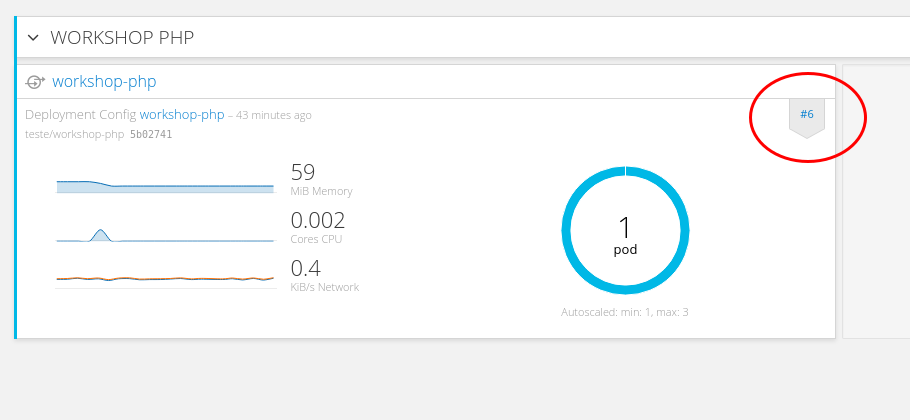 WORKSHOP PHP
workshop-php
Deployment Config workshop-php – 43 minutes ago
#6
teste/workshop-php 5b02741
59
MiB Memory
0.002
Cores CPU
0.4
KiB/s Network
1
pod
Autoscaled: min: 1, max: 3